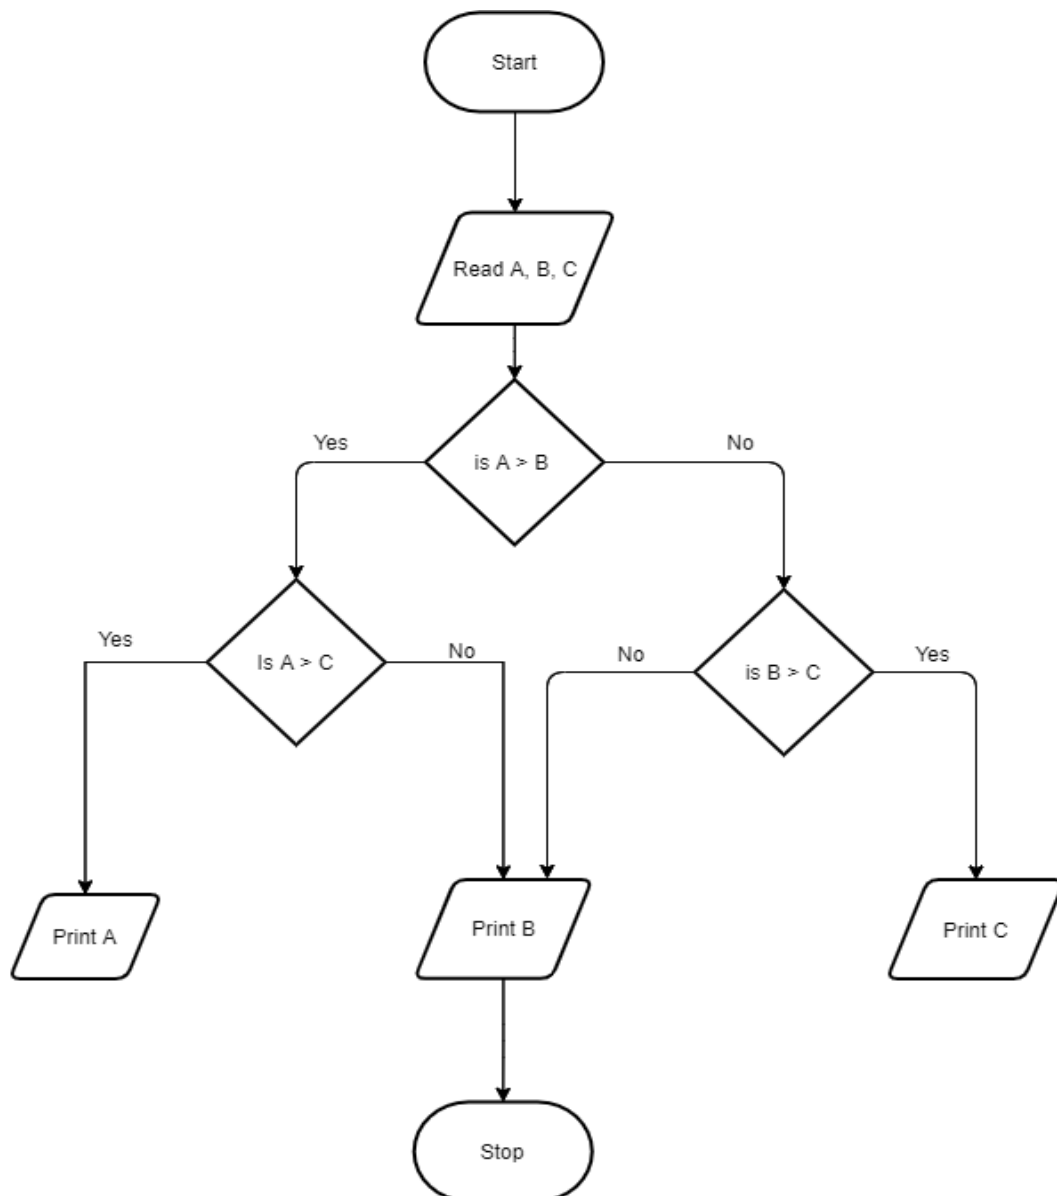 Start
Read A, B, C
Yes
is A > B
No
Yes
Is A > C
No
No
is B > C
Yes
Print A
Print B
Print C
Stop